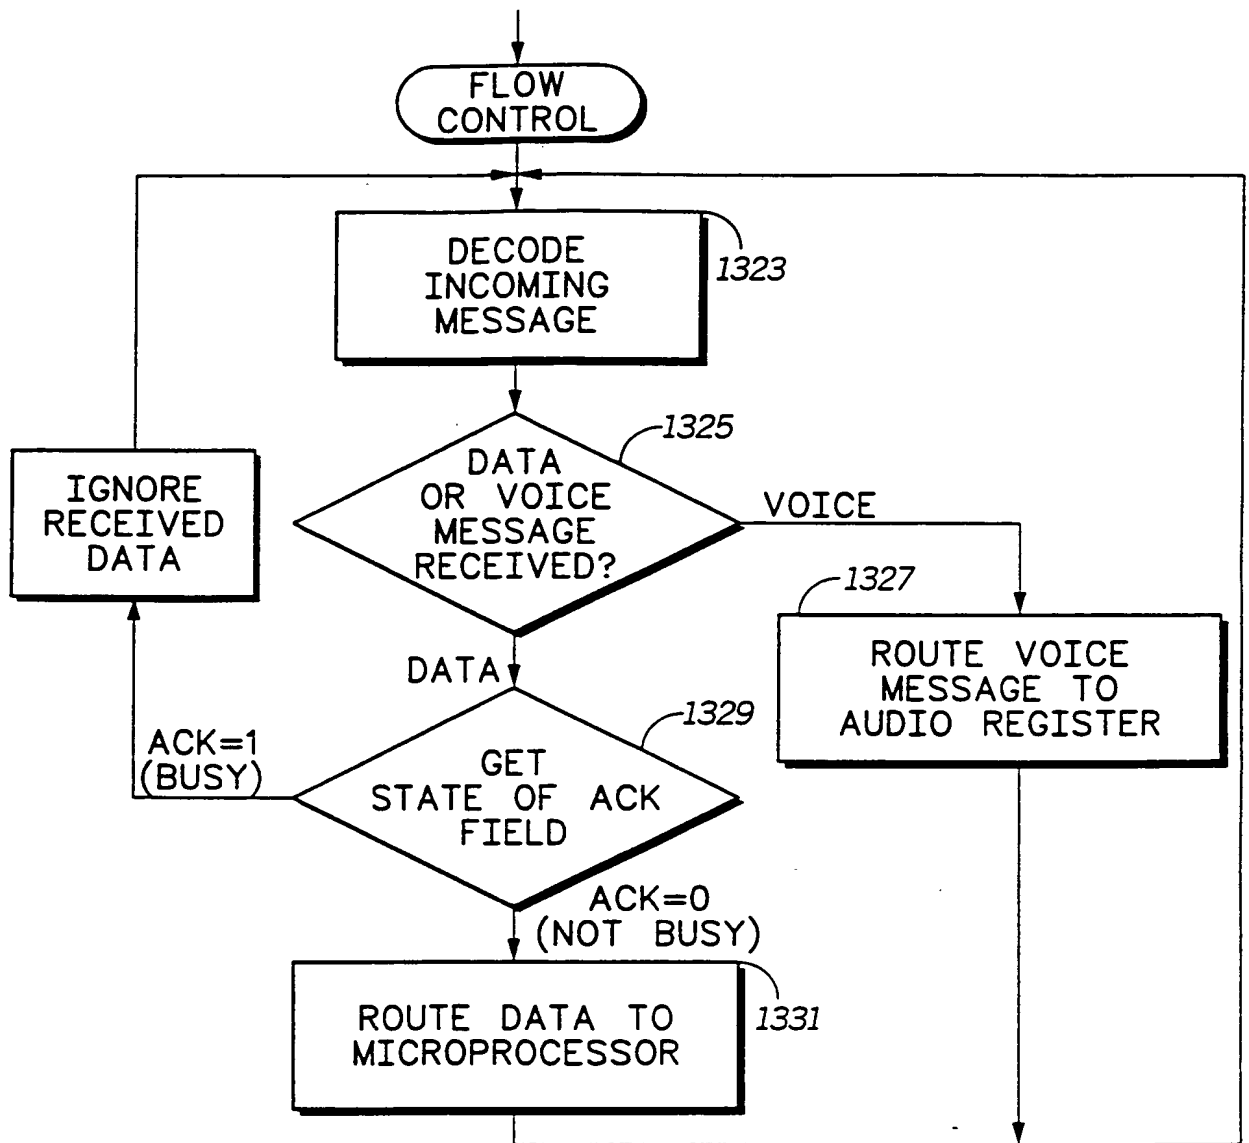 FLOW
CONTROL
DECODE
INCOMING
MESSAGE
1323
1325
DATA
OR VOICE
MESSAGE
RECEIVED?
VOICE
IGNORE
RECEIVED
DATA
1327
ROUTE VOICE
MESSAGE TO
AUDIO REGISTER
DATA
1329
GET
STATE OF ACK
FIELD
ACK=1
(BUSY)
ACK=0
(NOT BUSY)
1331
ROUTE DATA TO
MICROPROCESSOR